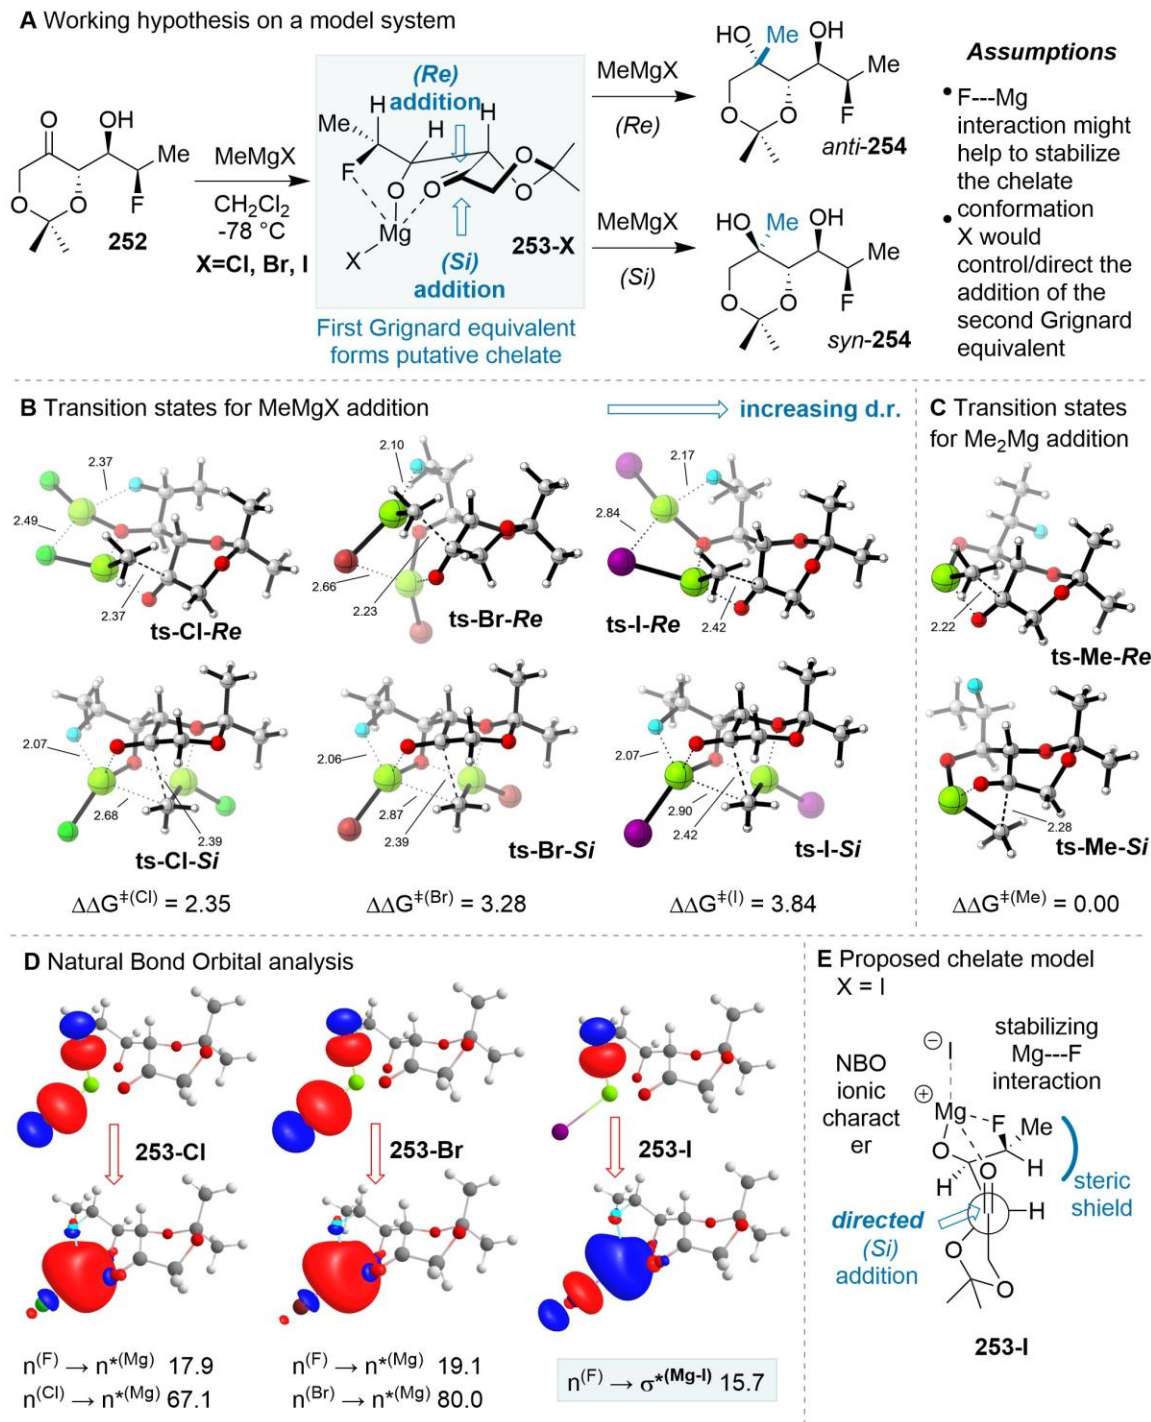 A Working hypothesis on a model system
O
OH
Me
O
O
F
252
MeMgX
CH2Cl2
-78 °C
X=Cl, Br, I
(Re)
addition
H
H
H
Me
F
O
O
O
O
Mg
X
253-X
(Si)
addition
First Grignard equivalent
forms putative chelate
MeMgX
(Re)
MeMgX
(Si)
HO
Me
OH
Me
O
O
F
anti-254
HO
Me
OH
Me
O
O
F
syn-254
Assumptions
• F---Mg
interaction might
help to stabilize
the chelate
conformation
• X would
control/direct the
addition of the
second Grignard
equivalent
B Transition states for MeMgX addition
increasing d.r.
2.37
2.49
2.37
ts-Cl-Re
2.10
2.66
2.23
ts-Br-Re
2.17
2.84
2.42
ts-I-Re
2.07
2.68
2.39
ts-Cl-Si
2.06
2.87
2.39
ts-Br-Si
2.07
2.90
2.42
ts-I-Si
ΔΔG‡(Cl) = 2.35
ΔΔG‡(Br) = 3.28
ΔΔG‡(I) = 3.84
C Transition states
for Me2Mg addition
2.22
ts-Me-Re
2.28
ts-Me-Si
ΔΔG‡(Me) = 0.00
D Natural Bond Orbital analysis
253-Cl
253-Br
253-I
n(F) → n*(Mg) 17.9
n(Cl) → n*(Mg) 67.1
n(F) → n*(Mg) 19.1
n(Br) → n*(Mg) 80.0
n(F) → σ*(Mg-I) 15.7
E Proposed chelate model
X = I
NBO
ionic
charact
er
⊖
I
⊕
Mg
stabilizing
Mg---F
interaction
F
Me
O
H
H
O
H
steric
shield
directed
(Si)
addition
O
O
253-I